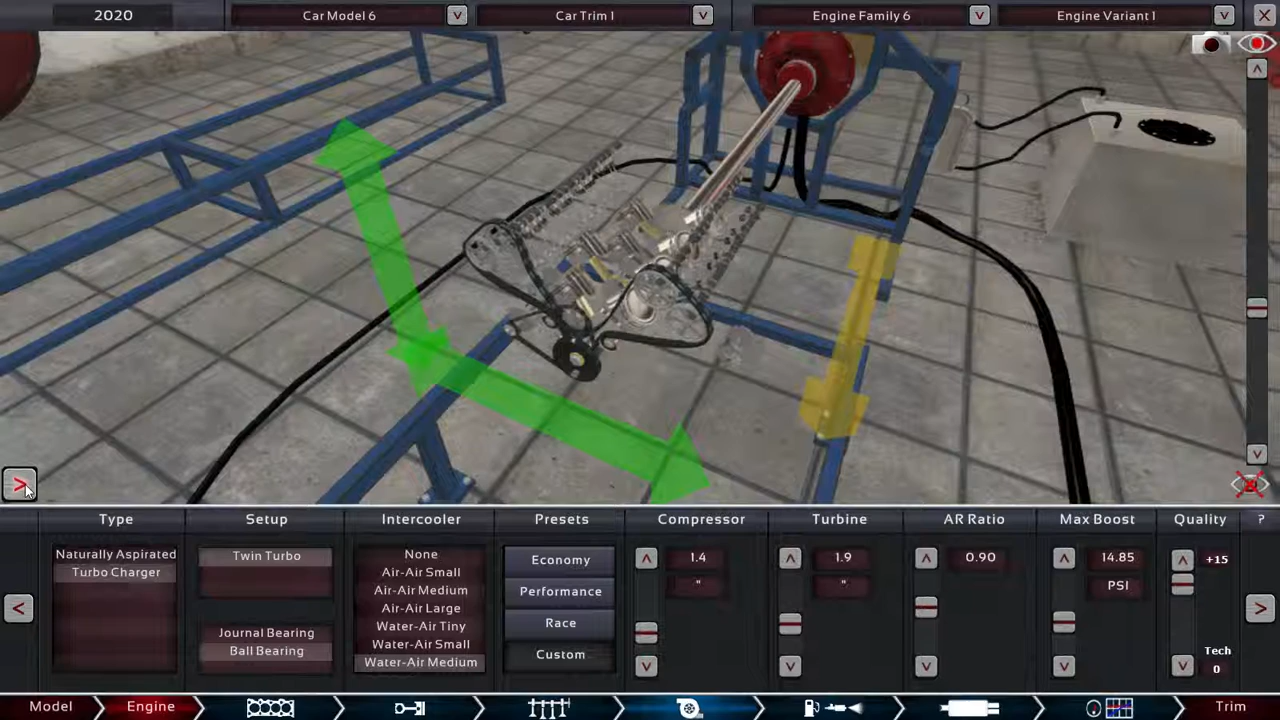 2020
Car Model 6
Car Trim 1
Engine Family 6
Engine Variant 1
Type
Setup
Intercooler
Presets
Compressor
Turbine
AR Ratio
Max Boost
Quality
?
Naturally Aspirated
Turbo Charger
Twin Turbo
Journal Bearing
Ball Bearing
None
Air-Air Small
Air-Air Medium
Air-Air Large
Water-Air Tiny
Water-Air Small
Water-Air Medium
Economy
Performance
Race
Custom
1.4
"
1.9
"
0.90
14.85
PSI
+15
Tech
0
Model
Engine
Trim